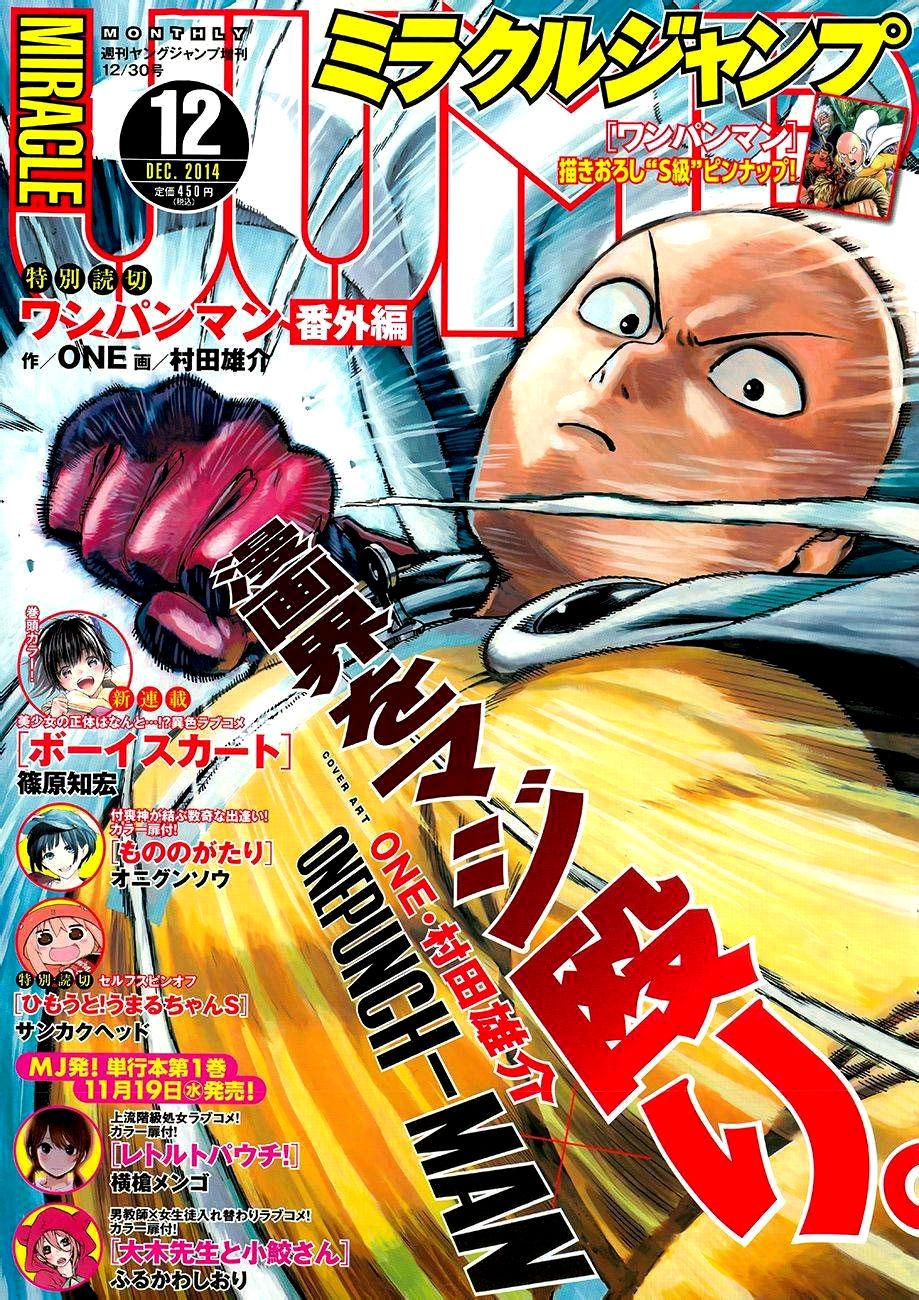 MIRACLE
JUMP
MONTHLY
週刊ヤングジャンプ増刊
12/30号
12
DEC. 2014
定価450円
(税込)
ミラクルジャンプ
[ワンパンマン]
描きおろし“S級”ピンナップ!
特別読切
ワンパンマン 番外編
作/ONE 画/村田雄介
漫画界をマジ殴り。
COVER ART
ONE・村田雄介
ONEPUNCH-MAN
巻頭カラー!
新連載
美少女の正体はなんと…!?異色ラブコメ
[ボーイスカート]
篠原知宏
付喪神が結ぶ数奇な出逢い!
カラー扉付!
[もののがたり]
オニグンソウ
特別読切 セルフスピンオフ
[ひもうと!うまるちゃんS]
サンカクヘッド
MJ発! 単行本第1巻
11月19日㊌発売!
上流階級処女ラブコメ!
カラー扉付!
[レトルトパウチ!]
横槍メンゴ
男教師×女生徒入れ替わりラブコメ!
カラー扉付!
[大木先生と小鮫さん]
ふるかわしおり